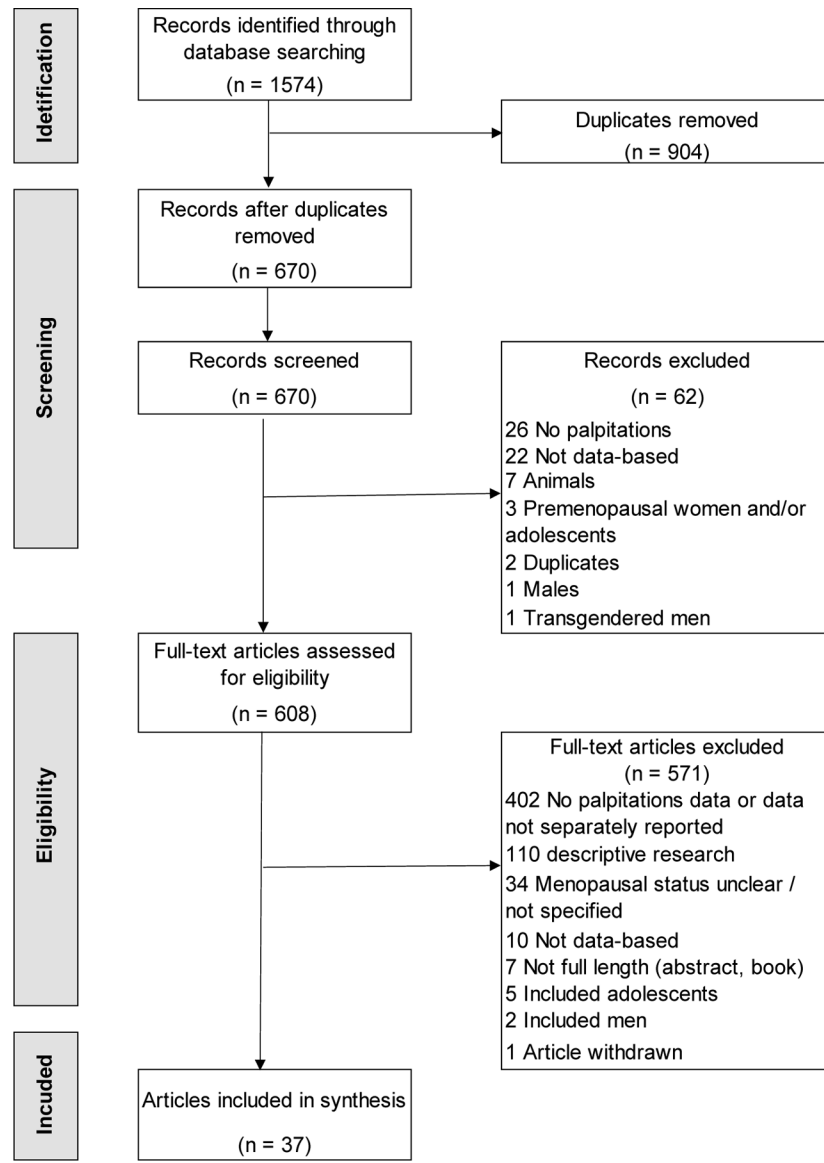 Idetification
Records identified through
database searching
(n = 1574)
Duplicates removed
(n = 904)
Screening
Records after duplicates
removed
(n = 670)
Records screened
(n = 670)
Records excluded
(n = 62)
26 No palpitations
22 Not data-based
7 Animals
3 Premenopausal women and/or
adolescents
2 Duplicates
1 Males
1 Transgendered men
Eligibility
Full-text articles assessed
for eligibility
(n = 608)
Full-text articles excluded
(n = 571)
402 No palpitations data or data
not separately reported
110 descriptive research
34 Menopausal status unclear /
not specified
10 Not data-based
7 Not full length (abstract, book)
5 Included adolescents
2 Included men
1 Article withdrawn
Incuded
Articles included in synthesis
(n = 37)